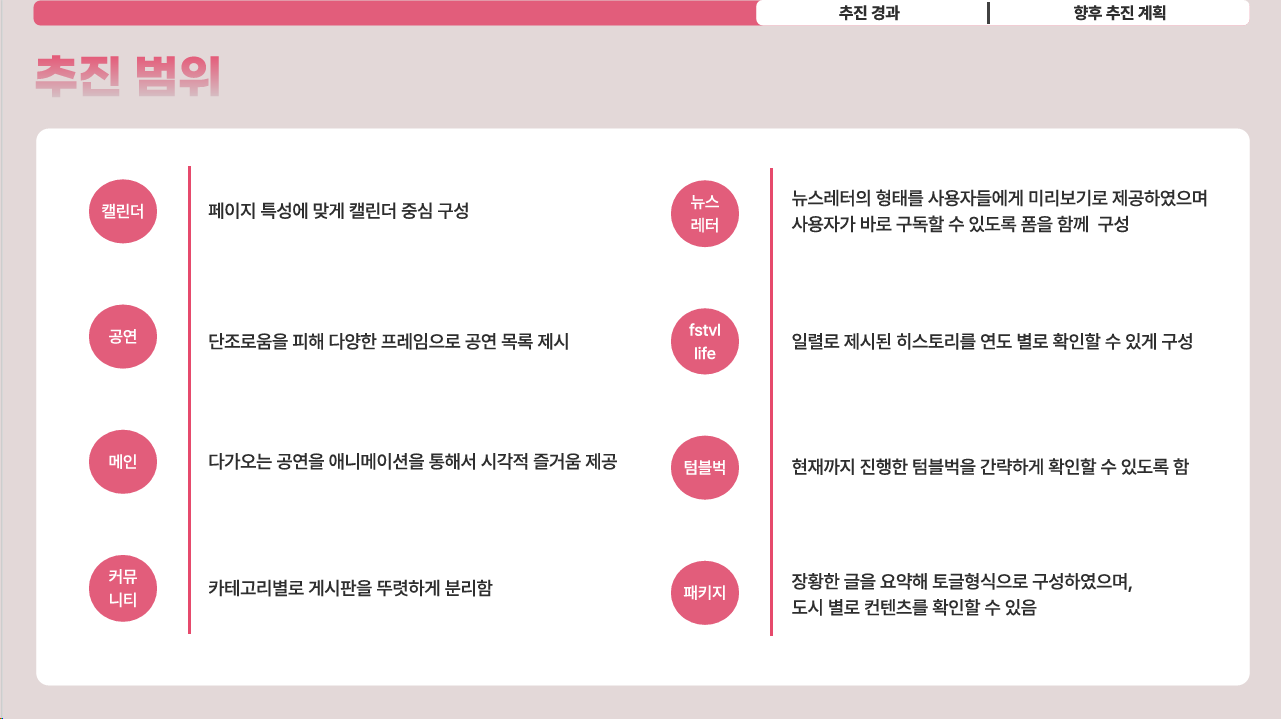 추진 경과
향후 추진 계획
추진 범위
캘린더
페이지 특성에 맞게 캘린더 중심 구성
공연
단조로움을 피해 다양한 프레임으로 공연 목록 제시
메인
다가오는 공연을 애니메이션을 통해서 시각적 즐거움 제공
커뮤
니티
카테고리별로 게시판을 뚜렷하게 분리함
뉴스
레터
뉴스레터의 형태를 사용자들에게 미리보기로 제공하였으며
사용자가 바로 구독할 수 있도록 폼을 함께 구성
fstvl
life
일렬로 제시된 히스토리를 연도 별로 확인할 수 있게 구성
텀블벅
현재까지 진행한 텀블벅을 간략하게 확인할 수 있도록 함
패키지
장황한 글을 요약해 토글형식으로 구성하였으며,
도시 별로 컨텐츠를 확인할 수 있음